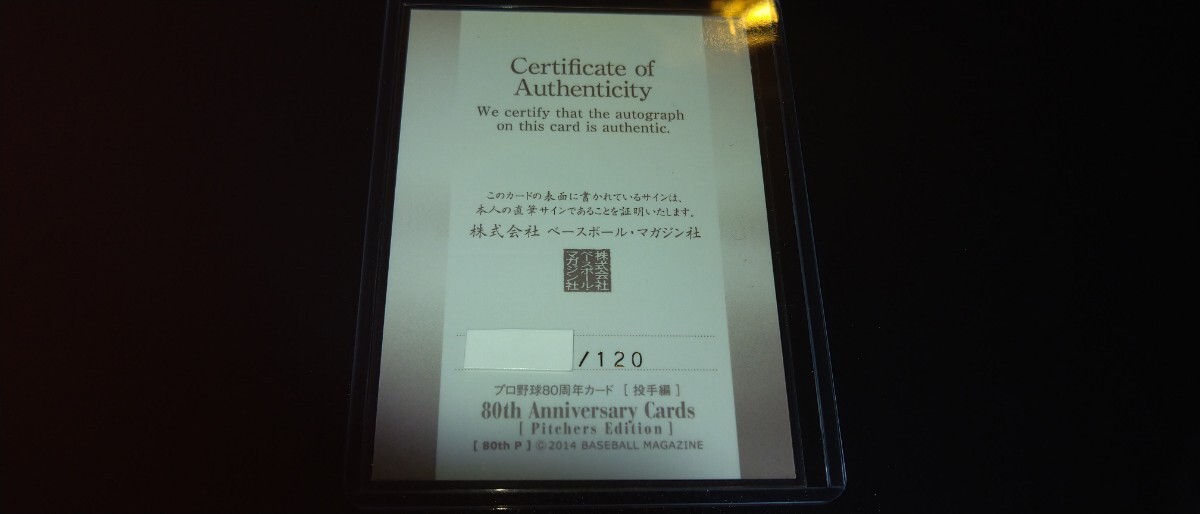 Certificate of
Authenticity
We certify that the autograph
on this card is authentic.
このカードの表面に書かれているサインは、
本人の直筆サインであることを証明いたします。
株式会社 ベースボール・マガジン社
株式会社
ベースボール
マガジン社
/120
プロ野球80周年カード [ 投手編 ]
80th Anniversary Cards
[ Pitchers Edition ]
[ 80th P ] ©2014 BASEBALL MAGAZINE